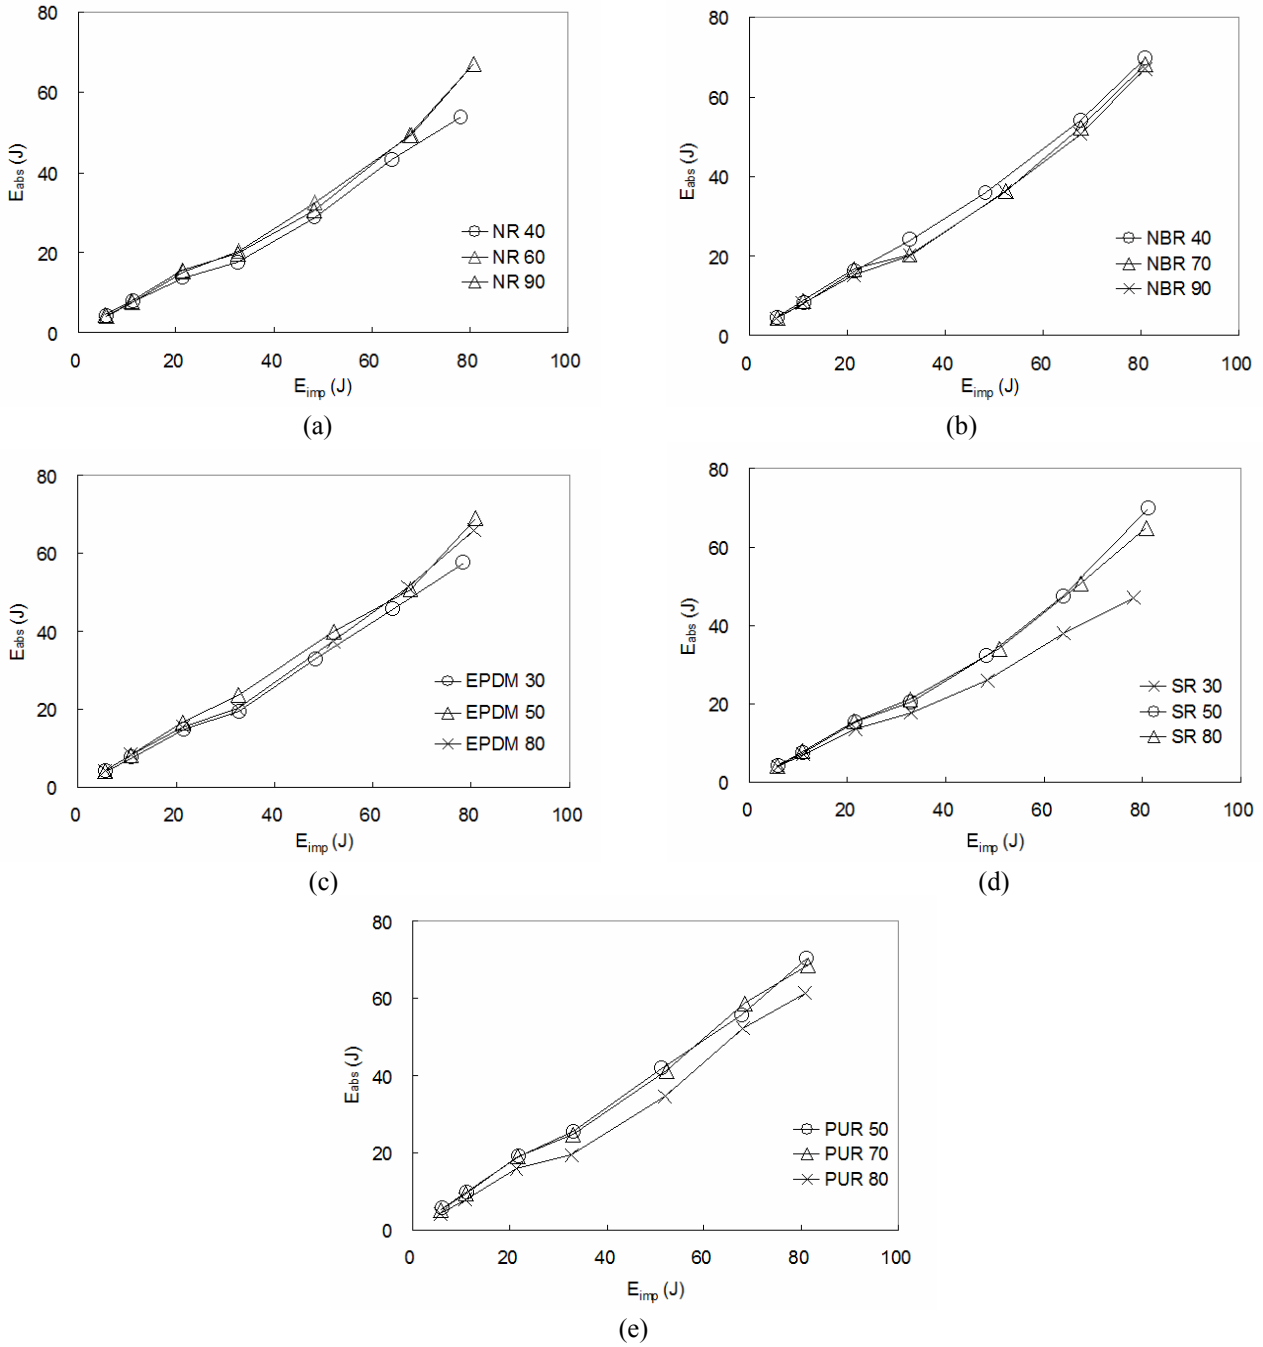 80
60
40
20
0
Eabs (J)
NR 40
NR 60
NR 90
0 20 40 60 80 100
Eimp (J)
(a)
80
60
40
20
0
Eabs (J)
NBR 40
NBR 70
NBR 90
0 20 40 60 80 100
Eimp (J)
(b)
80
60
40
20
0
Eabs (J)
EPDM 30
EPDM 50
EPDM 80
0 20 40 60 80 100
Eimp (J)
(c)
80
60
40
20
0
Eabs (J)
SR 30
SR 50
SR 80
0 20 40 60 80 100
Eimp (J)
(d)
80
60
40
20
0
Eabs (J)
PUR 50
PUR 70
PUR 80
0 20 40 60 80 100
Eimp (J)
(e)